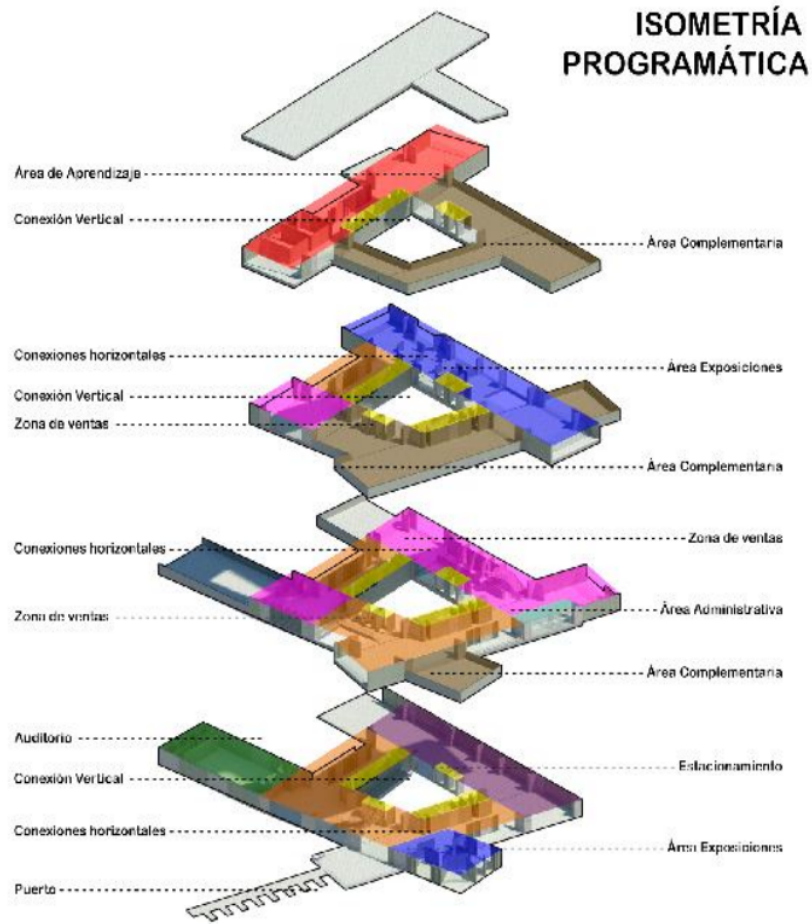 ISOMETRÍA
PROGRAMÁTICA
Área de Aprendizaje
Conexión Vertical
Área Complementaria
Conexiones horizontales
Área Exposiciones
Conexión Vertical
Zona de ventas
Área Complementaria
Zona de ventas
Conexiones horizontales
Zona de ventas
Área Administrativa
Área Complementaria
Auditorio
Estacionamiento
Conexión Vertical
Conexiones horizontales
Área Exposiciones
Puerto